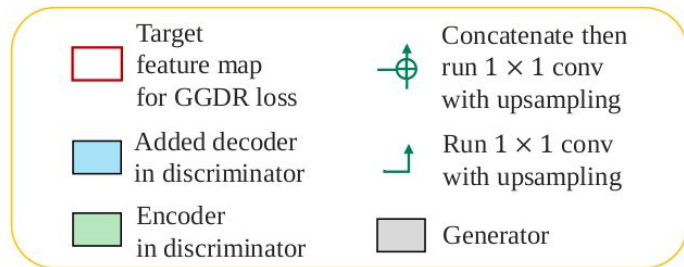 Target
feature map
for GGDR loss
Added decoder
in discriminator
Encoder
in discriminator
Concatenate then
run 1 × 1 conv
with upsampling
Run 1 × 1 conv
with upsampling
Generator